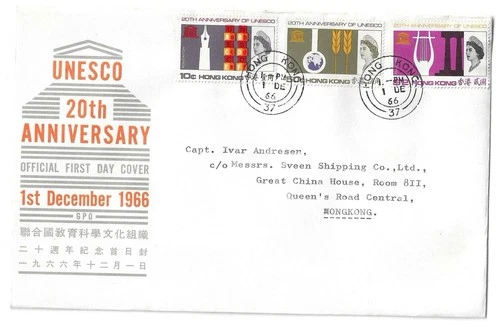 UNESCO
20th
ANNIVERSARY
OFFICIAL FIRST DAY COVER
1st December 1966
GPO
聯合國教育科學文化組織
二十週年紀念首日封
一九六六年十二月一日
20TH ANNIVERSARY OF UNESCO
10c HONG KONG
20TH ANNIVERSARY OF UNESCO
HONG KONG
20TH ANNIVERSARY OF UNESCO
HONG KONG 香港
HONG KONG
1 DE
66
37
HONG KONG
1 - PM
1 DE
66
37
Capt. Ivar Andresen,
c/o Messrs. Sveen Shipping Co.,Ltd.,
Great China House, Room 811,
Queen's Road Central,
HONGKONG.